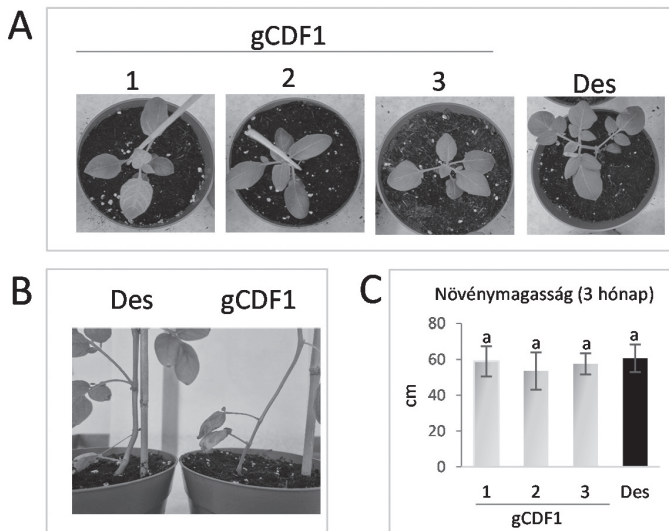 A
gCDF1
1 2 3 Des
B
Des gCDF1
C
Növénymagasság (3 hónap)
80
60
40
20
0
cm
a a a a
1 2 3 Des
gCDF1